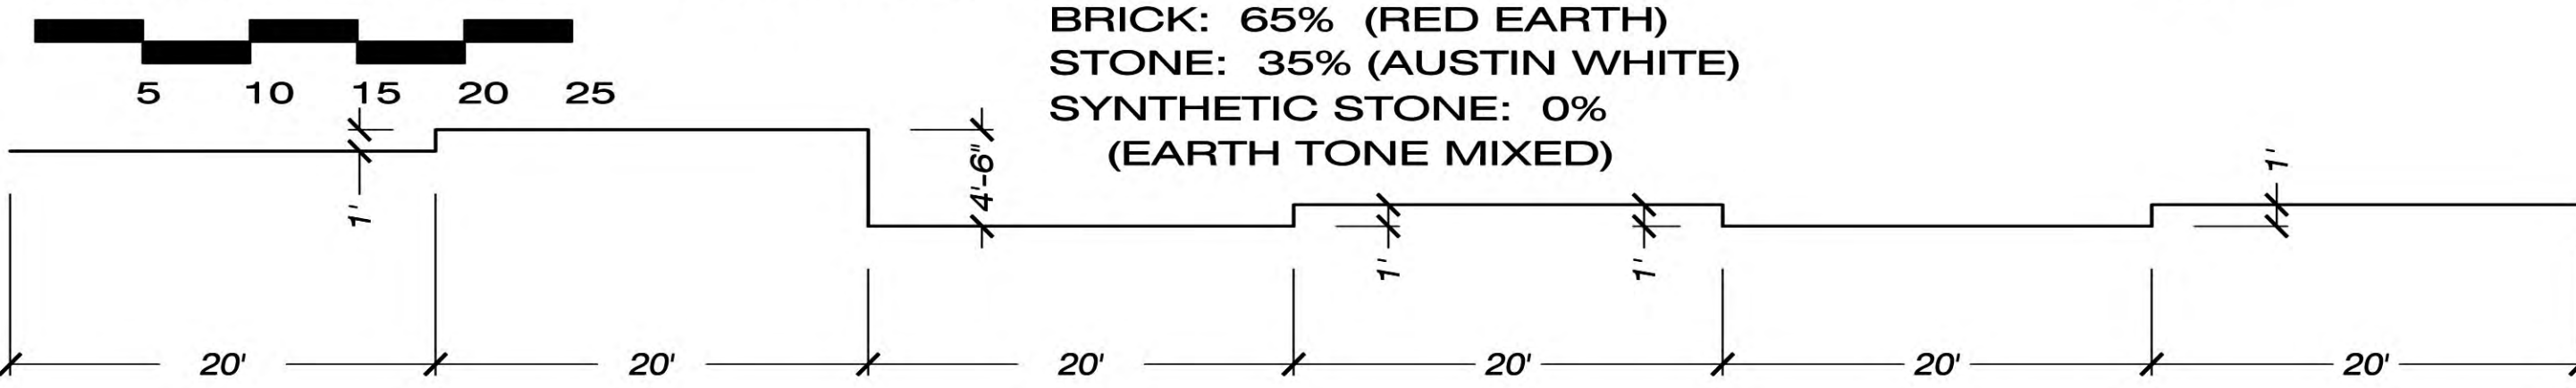 BRICK: 65% (RED EARTH)
STONE: 35% (AUSTIN WHITE)
5 10 15 20 25
SYNTHETIC STONE: 0%
(EARTH TONE MIXED)
4'-6"
1'
1'
1'
1'
20' 20' 20' 20' 20' 20'